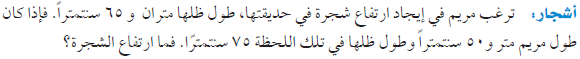 أشجار: ترغب مريم في إيجاد ارتفاع شجرة في حديقتها، طول ظلها متران و ٦٥ سنتمتراً. فإذا كان
طول مريم متر و ٥٠ سنتمتراً وطول ظلها في تلك اللحظة ٧٥ سنتمترًا. فما ارتفاع الشجرة؟